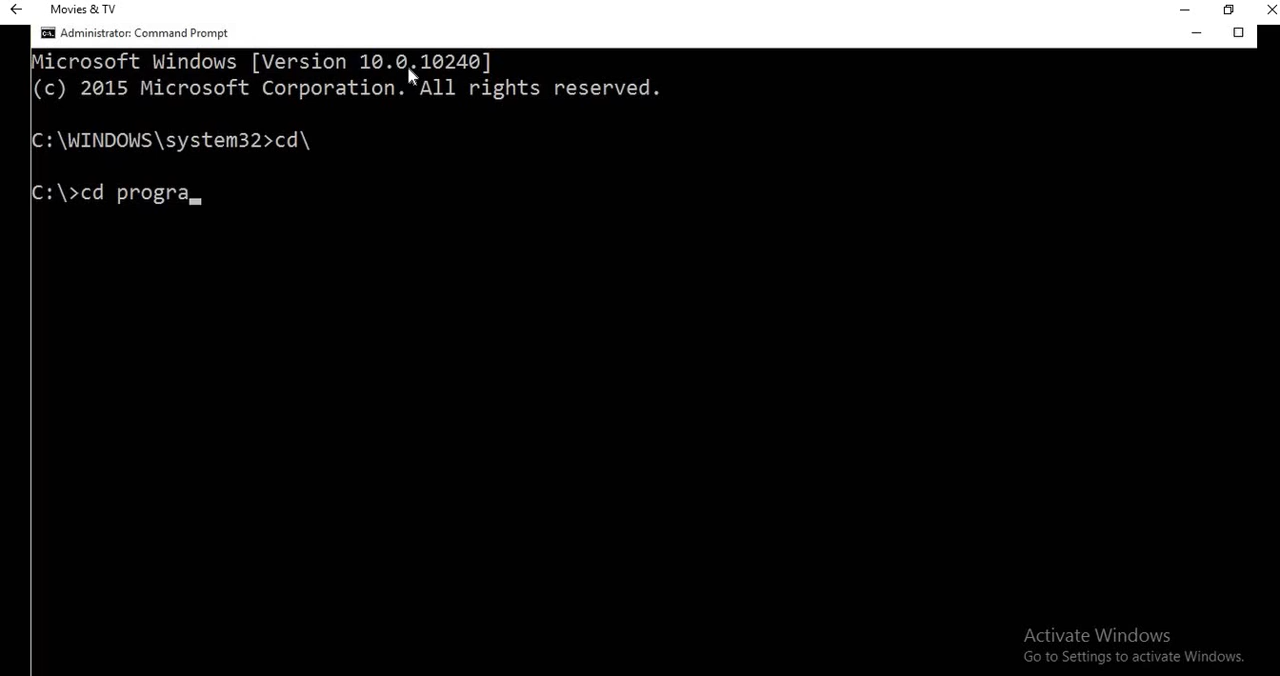 Movies & TV
Administrator: Command Prompt
Microsoft Windows [Version 10.0.10240]
(c) 2015 Microsoft Corporation. All rights reserved.
C:\WINDOWS\system32>cd\
C:\>cd progra
Activate Windows
Go to Settings to activate Windows.